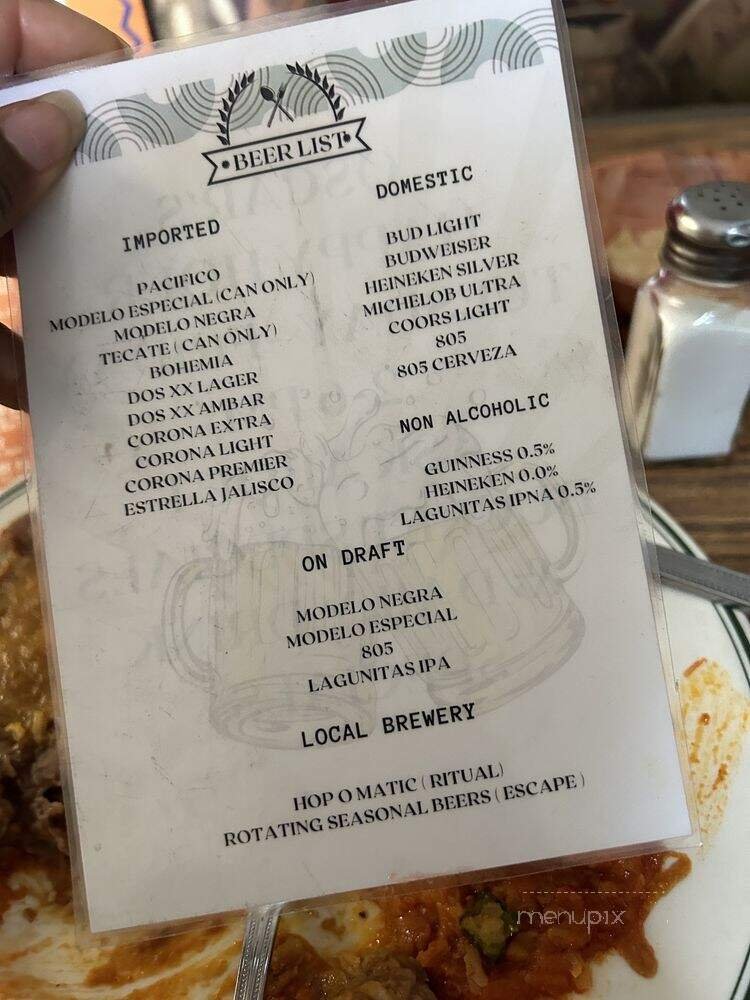 BEER LIST
IMPORTED
PACIFICO
MODELO ESPECIAL (CAN ONLY)
MODELO NEGRA
TECATE ( CAN ONLY)
BOHEMIA
DOS XX LAGER
DOS XX AMBAR
CORONA EXTRA
CORONA LIGHT
CORONA PREMIER
ESTRELLA JALISCO
DOMESTIC
BUD LIGHT
BUDWEISER
HEINEKEN SILVER
MICHELOB ULTRA
COORS LIGHT
805
805 CERVEZA
NON ALCOHOLIC
GUINNESS 0.5%
HEINEKEN 0.0%
LAGUNITAS IPNA 0.5%
ON DRAFT
MODELO NEGRA
MODELO ESPECIAL
805
LAGUNITAS IPA
LOCAL BREWERY
HOP O MATIC ( RITUAL)
ROTATING SEASONAL BEERS ( ESCAPE )
menupix